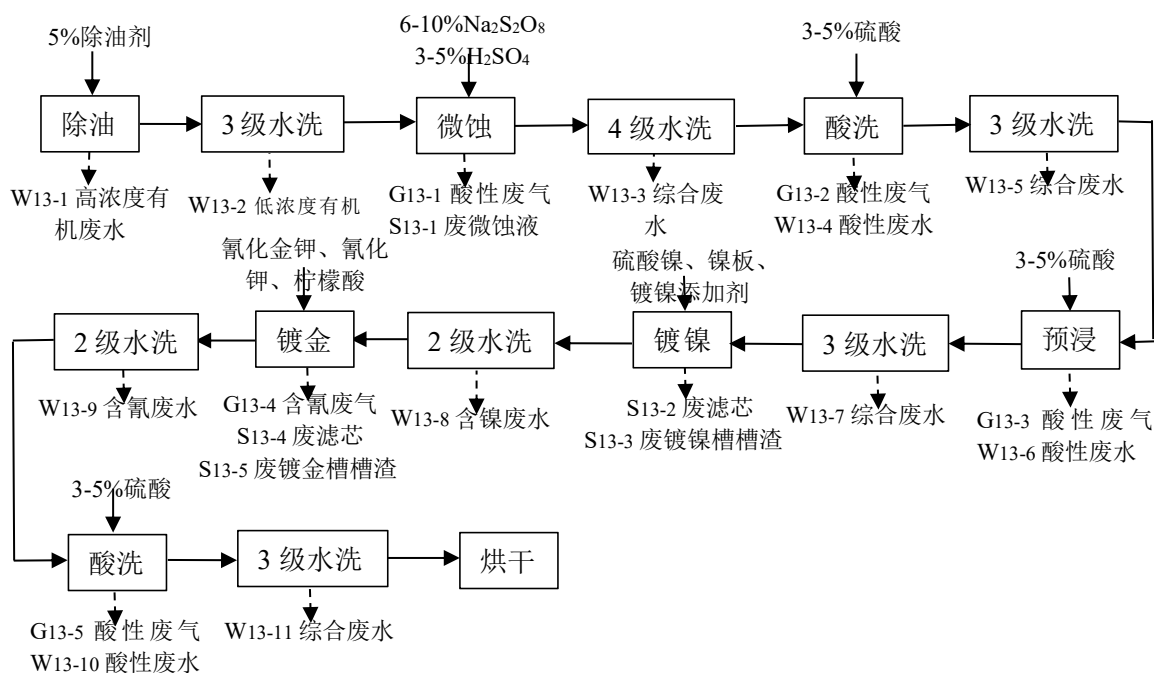 5%除油剂
6-10%Na₂S₂O₈
3-5%H₂SO₄
3-5%硫酸
除油
3 级水洗
微蚀
4 级水洗
酸洗
3 级水洗
W13-1 高浓度有
机废水
W13-2 低浓度有机
G13-1 酸性废气
S13-1 废微蚀液
W13-3 综合废
水
G13-2 酸性废气
W13-4 酸性废水
W13-5 综合废水
氰化金钾、氰化
钾、柠檬酸
硫酸镍、镍板、
镀镍添加剂
3-5%硫酸
2 级水洗
镀金
2 级水洗
镀镍
3 级水洗
预浸
W13-9 含氰废水
G13-4 含氰废气
S13-4 废滤芯
S13-5 废镀金槽槽渣
W13-8 含镍废水
S13-2 废滤芯
S13-3 废镀镍槽槽渣
W13-7 综合废水
G13-3 酸性废气
W13-6 酸性废水
3-5%硫酸
酸洗
3 级水洗
烘干
G13-5 酸性废气
W13-10 酸性废水
W13-11 综合废水